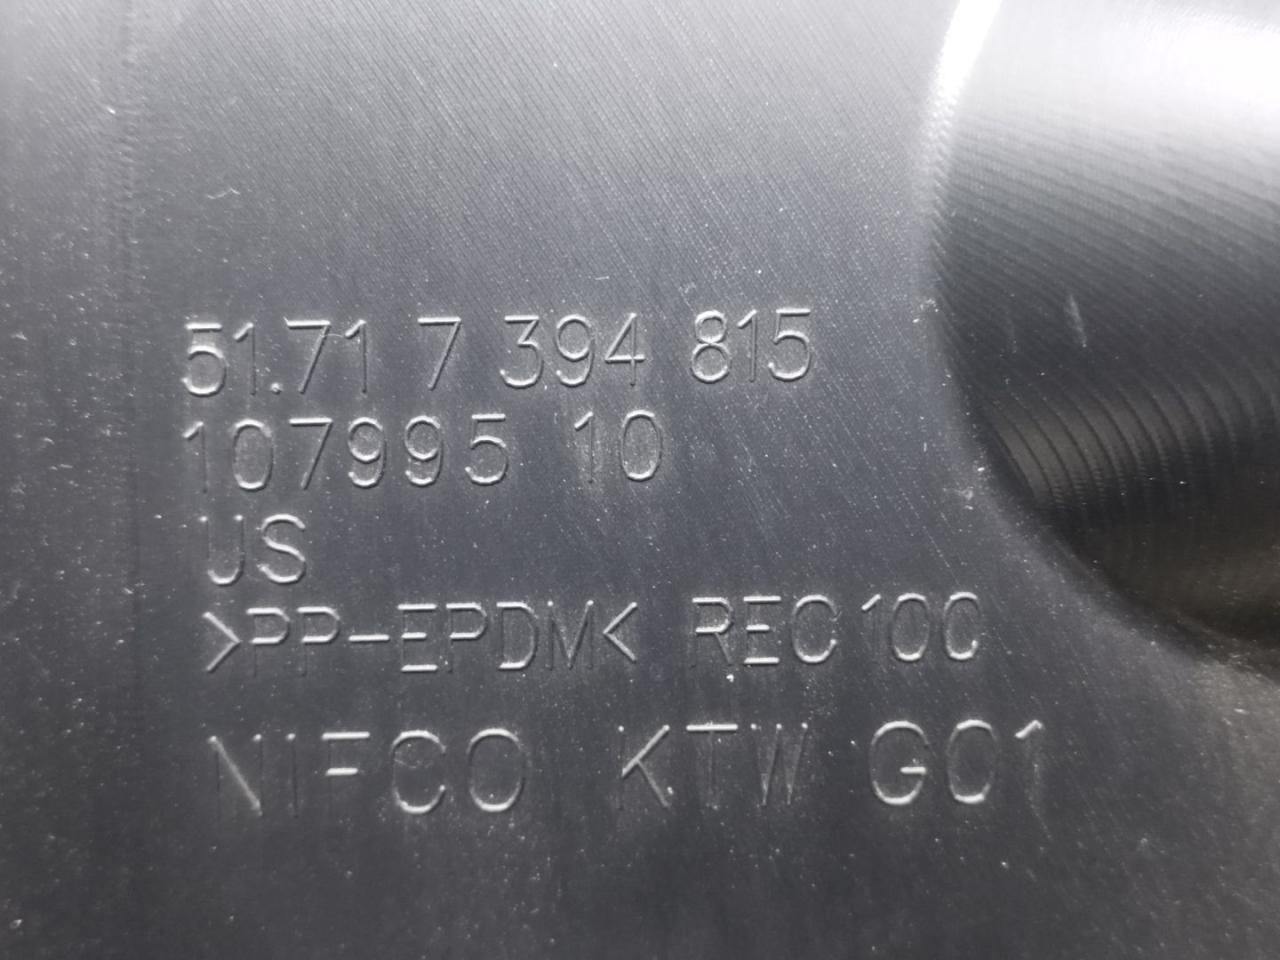 51.71 7 394 815
107995 10
US
>PP-EPDM< REC100
NIFCO KTW G01